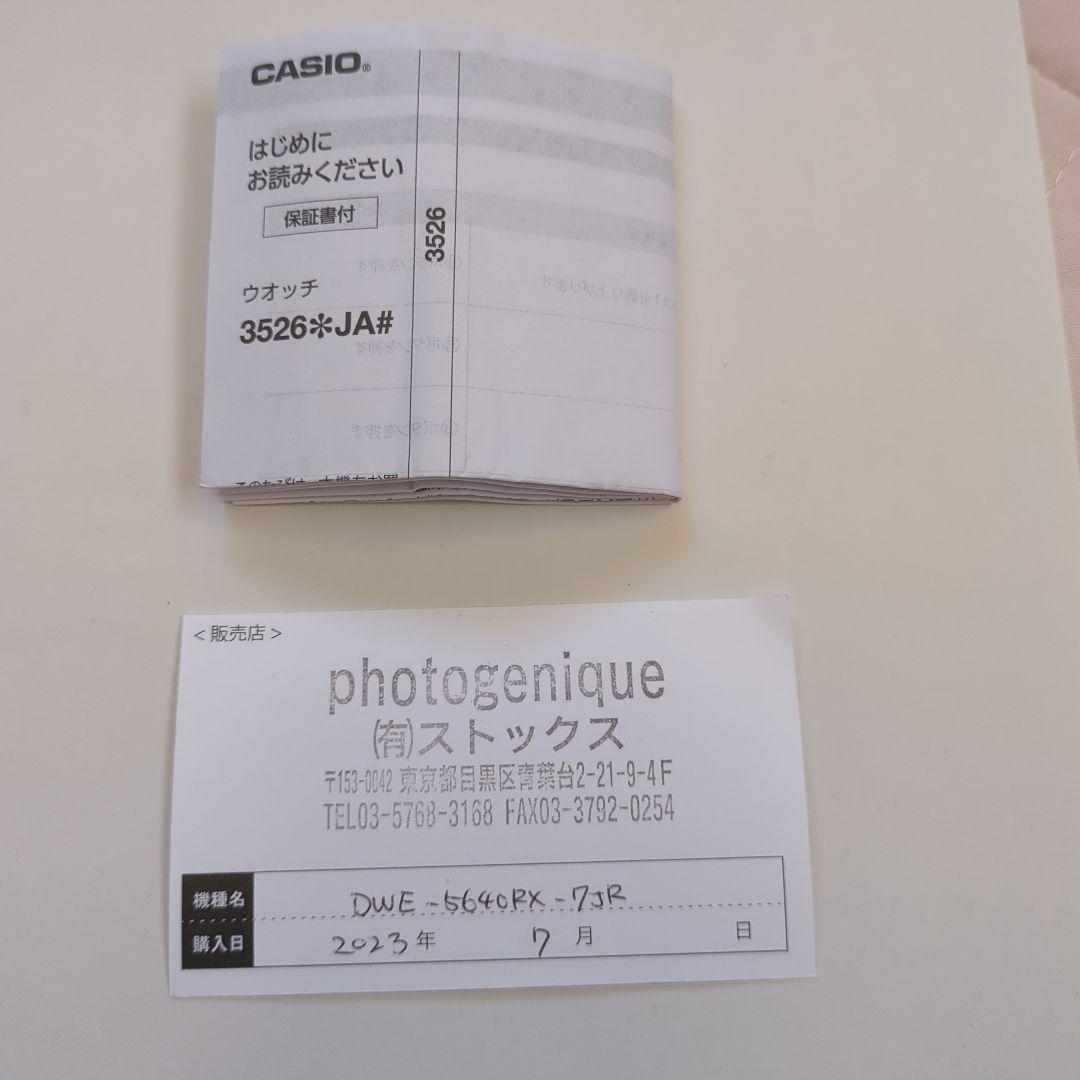 CASIO®
はじめに
お読みください
保証書付
ウオッチ
3526✻JA#
3526
<販売店>
photogenique
㈲ストックス
〒153-0042 東京都目黒区青葉台2-21-9-4F
TEL03-5768-3168 FAX03-3792-0254
機種名 DWE-5640RX-7JR
購入日 2023年 7月 日